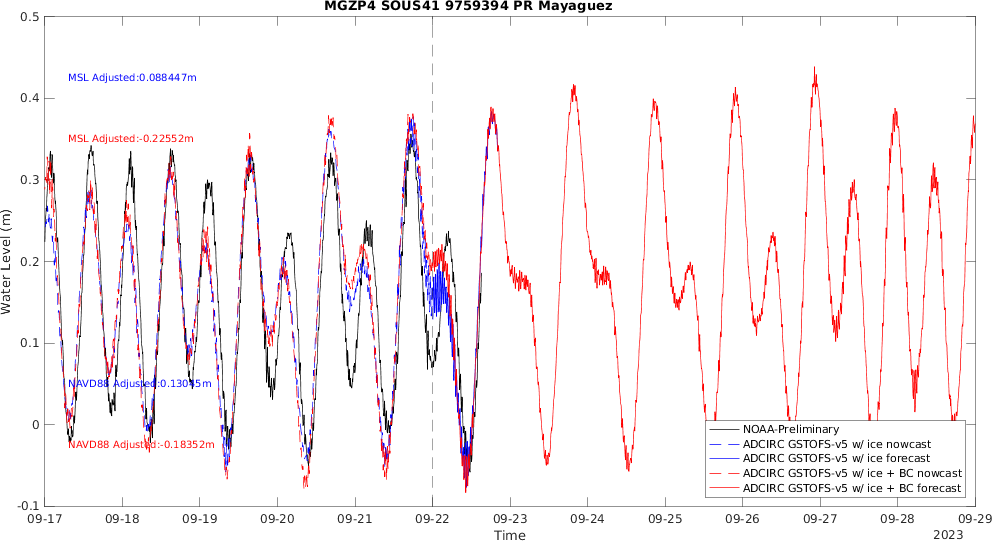 MGZP4 SOUS41 9759394 PR Mayaguez
Water Level (m)
0.5
0.4
0.3
0.2
0.1
0
-0.1
MSL Adjusted:0.088447m
MSL Adjusted:-0.22552m
NAVD88 Adjusted:0.13045m
NAVD88 Adjusted:-0.18352m
NOAA-Preliminary
ADCIRC GSTOFS-v5 w/ ice nowcast
ADCIRC GSTOFS-v5 w/ ice forecast
ADCIRC GSTOFS-v5 w/ ice + BC nowcast
ADCIRC GSTOFS-v5 w/ ice + BC forecast
09-17 09-18 09-19 09-20 09-21 09-22 09-23 09-24 09-25 09-26 09-27 09-28 09-29
Time
2023